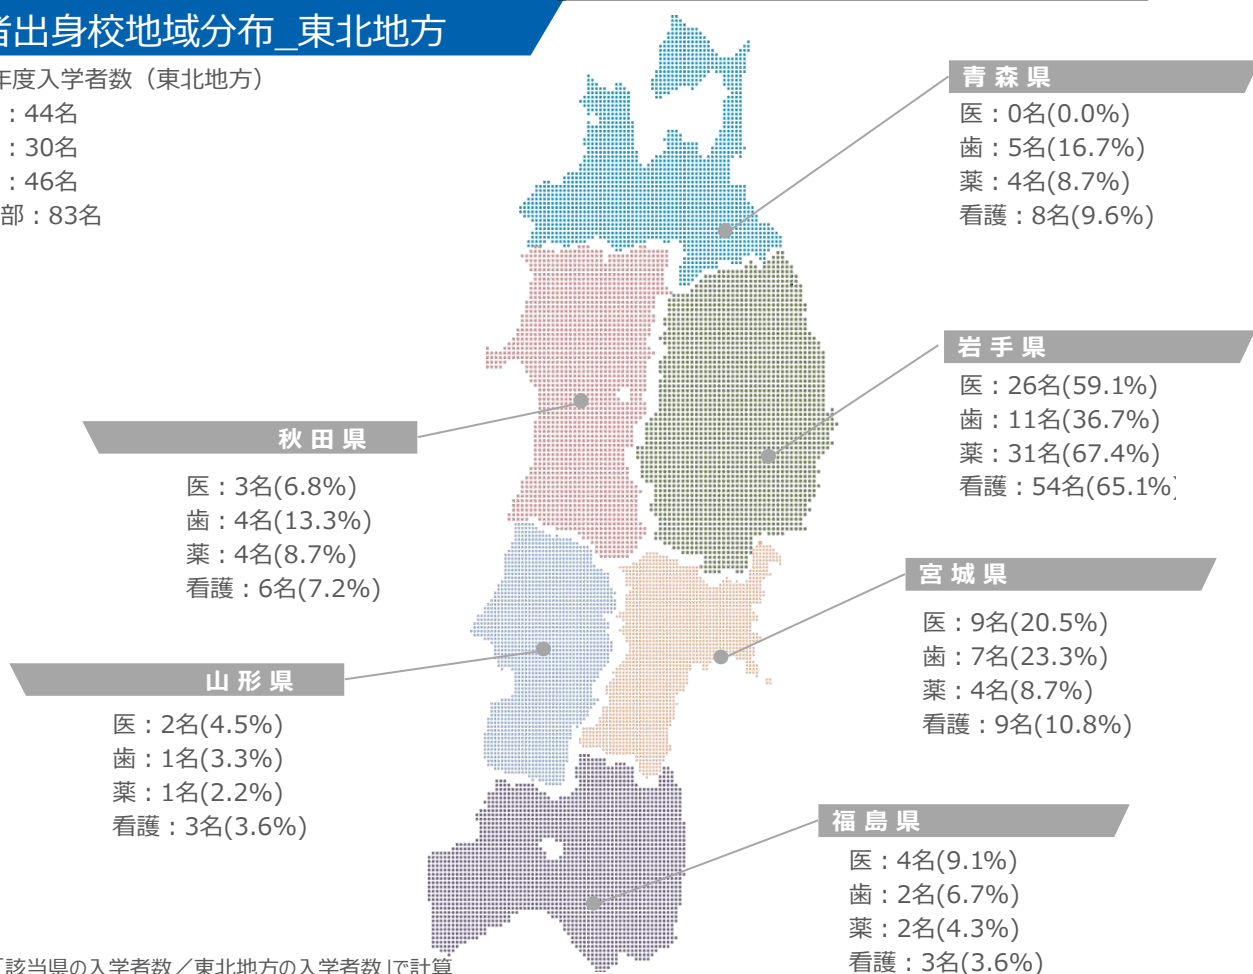 者出身校地域分布_東北地方
年度入学者数（東北地方）
：44名
：30名
：46名
部：83名
青森県
医：0名(0.0%)
歯：5名(16.7%)
薬：4名(8.7%)
看護：8名(9.6%)
岩手県
医：26名(59.1%)
歯：11名(36.7%)
薬：31名(67.4%)
看護：54名(65.1%)
秋田県
医：3名(6.8%)
歯：4名(13.3%)
薬：4名(8.7%)
看護：6名(7.2%)
宮城県
医：9名(20.5%)
歯：7名(23.3%)
薬：4名(8.7%)
看護：9名(10.8%)
山形県
医：2名(4.5%)
歯：1名(3.3%)
薬：1名(2.2%)
看護：3名(3.6%)
福島県
医：4名(9.1%)
歯：2名(6.7%)
薬：2名(4.3%)
看護：3名(3.6%)
「該当県の入学者数／東北地方の入学者数」で計算